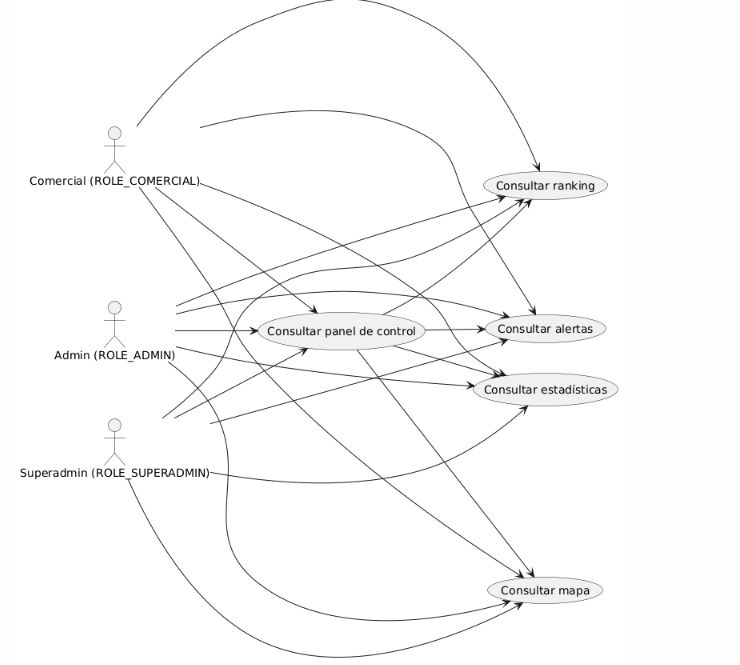 Comercial (ROLE_COMERCIAL)
Consultar ranking
Consultar panel de control
Consultar alertas
Admin (ROLE_ADMIN)
Consultar estadísticas
Superadmin (ROLE_SUPERADMIN)
Consultar mapa